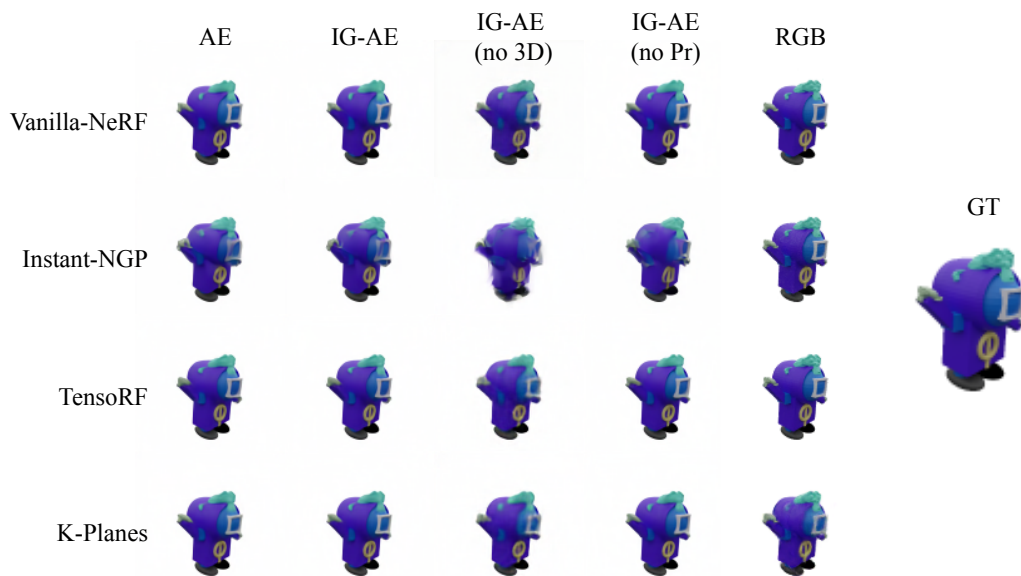 AE
IG-AE
IG-AE
(no 3D)
IG-AE
(no Pr)
RGB
Vanilla-NeRF
Instant-NGP
GT
TensoRF
K-Planes